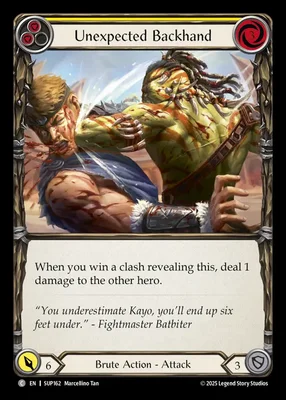 Unexpected Backhand
When you win a clash revealing this, deal 1
damage to the other hero.
“You underestimate Kayo, you’ll end up six
feet under.” - Fightmaster Batbiter
6
Brute Action - Attack
3
C EN | SUP162 Marcellino Tan
© 2025 Legend Story Studios